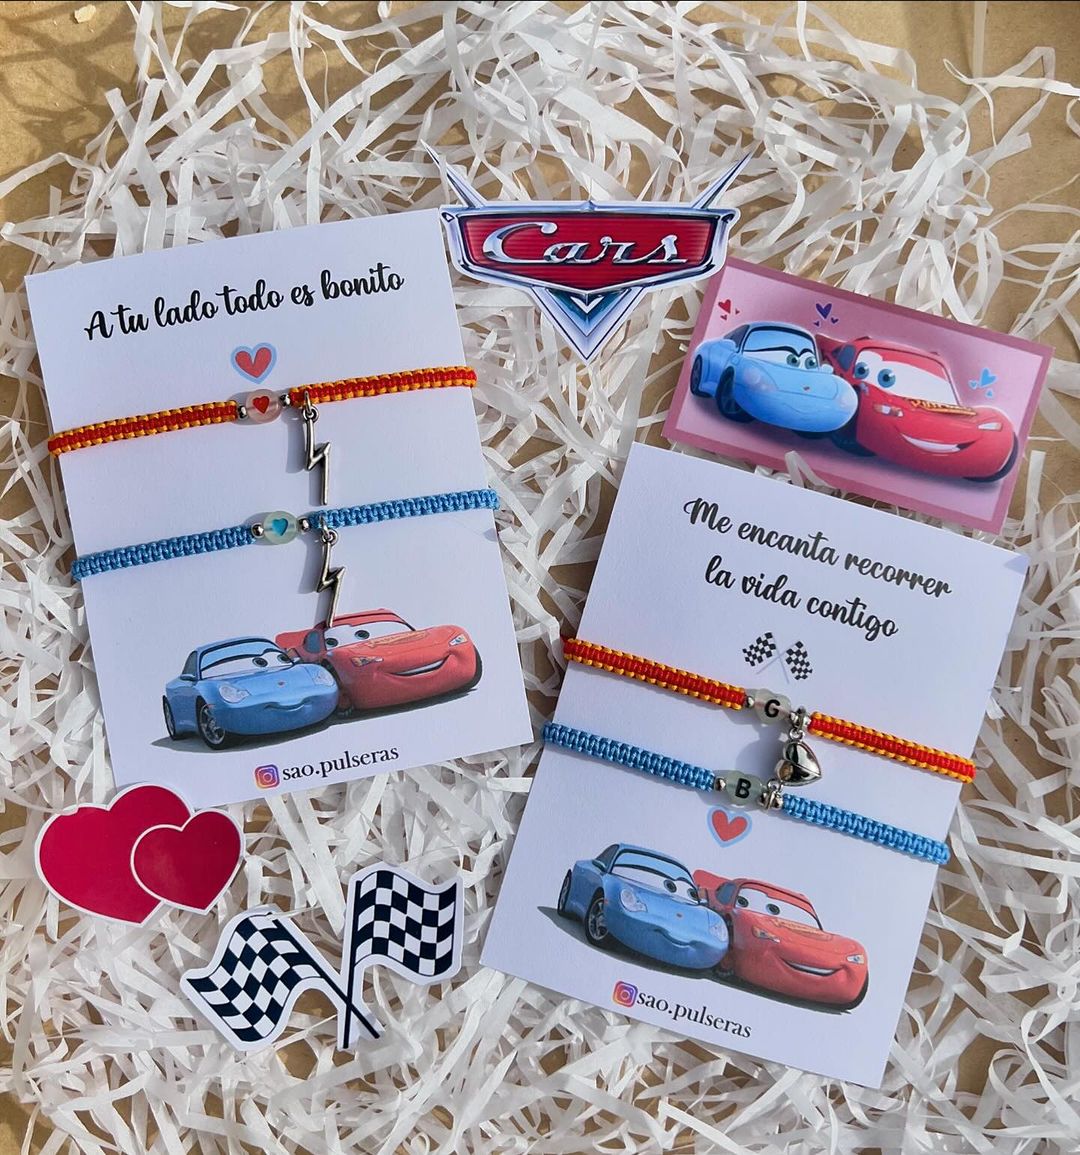 Cars
A tu lado todo es bonito
sao.pulseras
Me encanta recorrer
la vida contigo
G
B
sao.pulseras